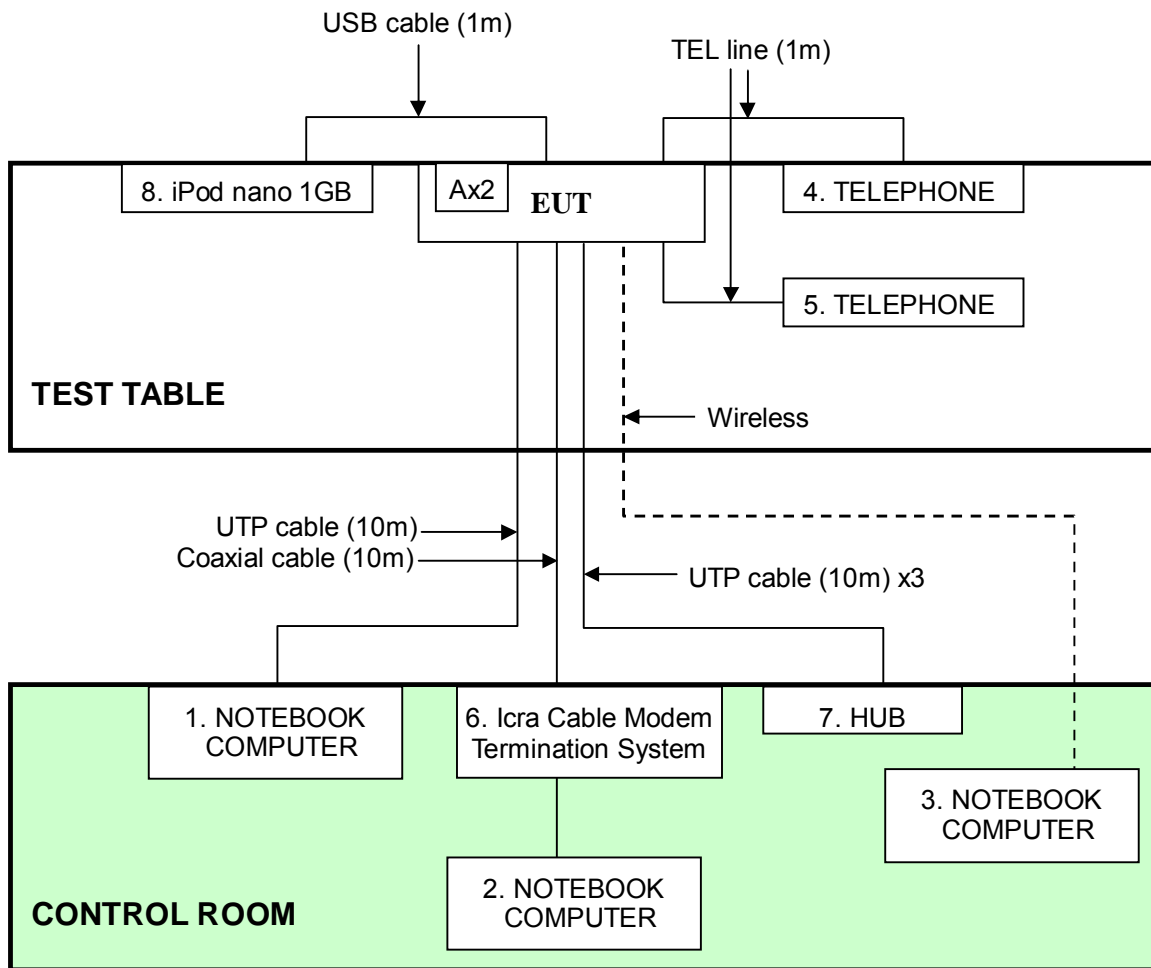 USB cable (1m)
TEL line (1m)
8. iPod nano 1GB
Ax2
EUT
4. TELEPHONE
5. TELEPHONE
TEST TABLE
Wireless
UTP cable (10m)
Coaxial cable (10m)
UTP cable (10m) x3
1. NOTEBOOK
COMPUTER
6. Icra Cable Modem
Termination System
7. HUB
3. NOTEBOOK
COMPUTER
2. NOTEBOOK
COMPUTER
CONTROL ROOM